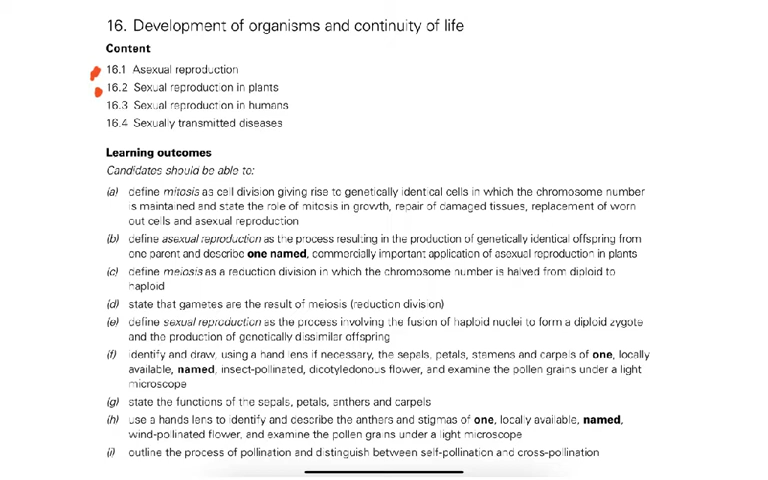 16. Development of organisms and continuity of life
Content
16.1 Asexual reproduction
16.2 Sexual reproduction in plants
16.3 Sexual reproduction in humans
16.4 Sexually transmitted diseases
Learning outcomes
Candidates should be able to:
(a) define mitosis as cell division giving rise to genetically identical cells in which the chromosome number
is maintained and state the role of mitosis in growth, repair of damaged tissues, replacement of worn
out cells and asexual reproduction
(b) define asexual reproduction as the process resulting in the production of genetically identical offspring from
one parent and describe one named, commercially important application of asexual reproduction in plants
(c) define meiosis as a reduction division in which the chromosome number is halved from diploid to
haploid
(d) state that gametes are the result of meiosis (reduction division)
(e) define sexual reproduction as the process involving the fusion of haploid nuclei to form a diploid zygote
and the production of genetically dissimilar offspring
(f) identify and draw, using a hand lens if necessary, the sepals, petals, stamens and carpels of one, locally
available, named, insect-pollinated, dicotyledonous flower, and examine the pollen grains under a light
microscope
(g) state the functions of the sepals, petals, anthers and carpels
(h) use a hands lens to identify and describe the anthers and stigmas of one, locally available, named,
wind-pollinated flower, and examine the pollen grains under a light microscope
(i) outline the process of pollination and distinguish between self-pollination and cross-pollination